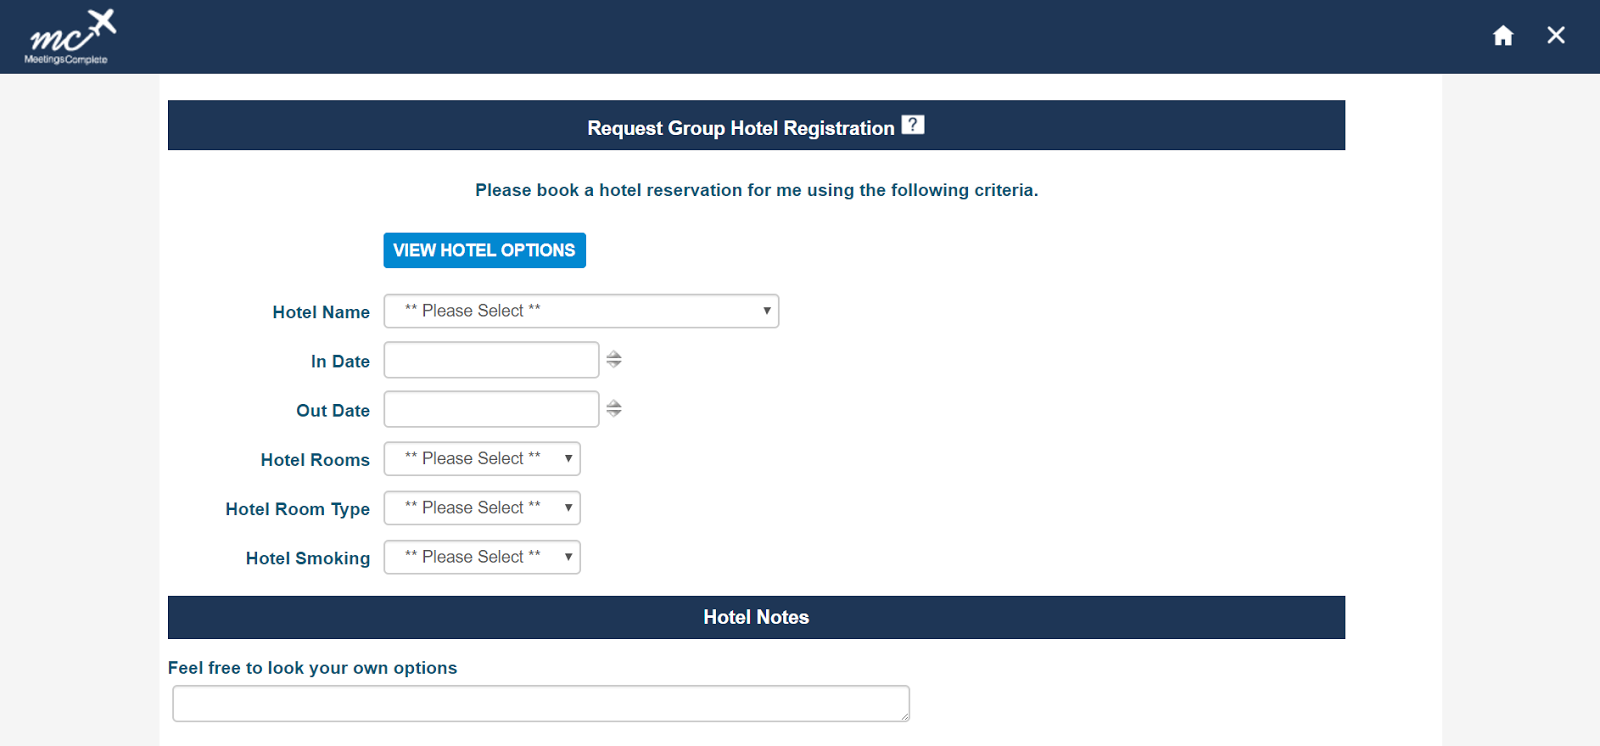 mc
MeetingsComplete
Request Group Hotel Registration ?
Please book a hotel reservation for me using the following criteria.
VIEW HOTEL OPTIONS
Hotel Name ** Please Select **
In Date
Out Date
Hotel Rooms ** Please Select **
Hotel Room Type ** Please Select **
Hotel Smoking ** Please Select **
Hotel Notes
Feel free to look your own options